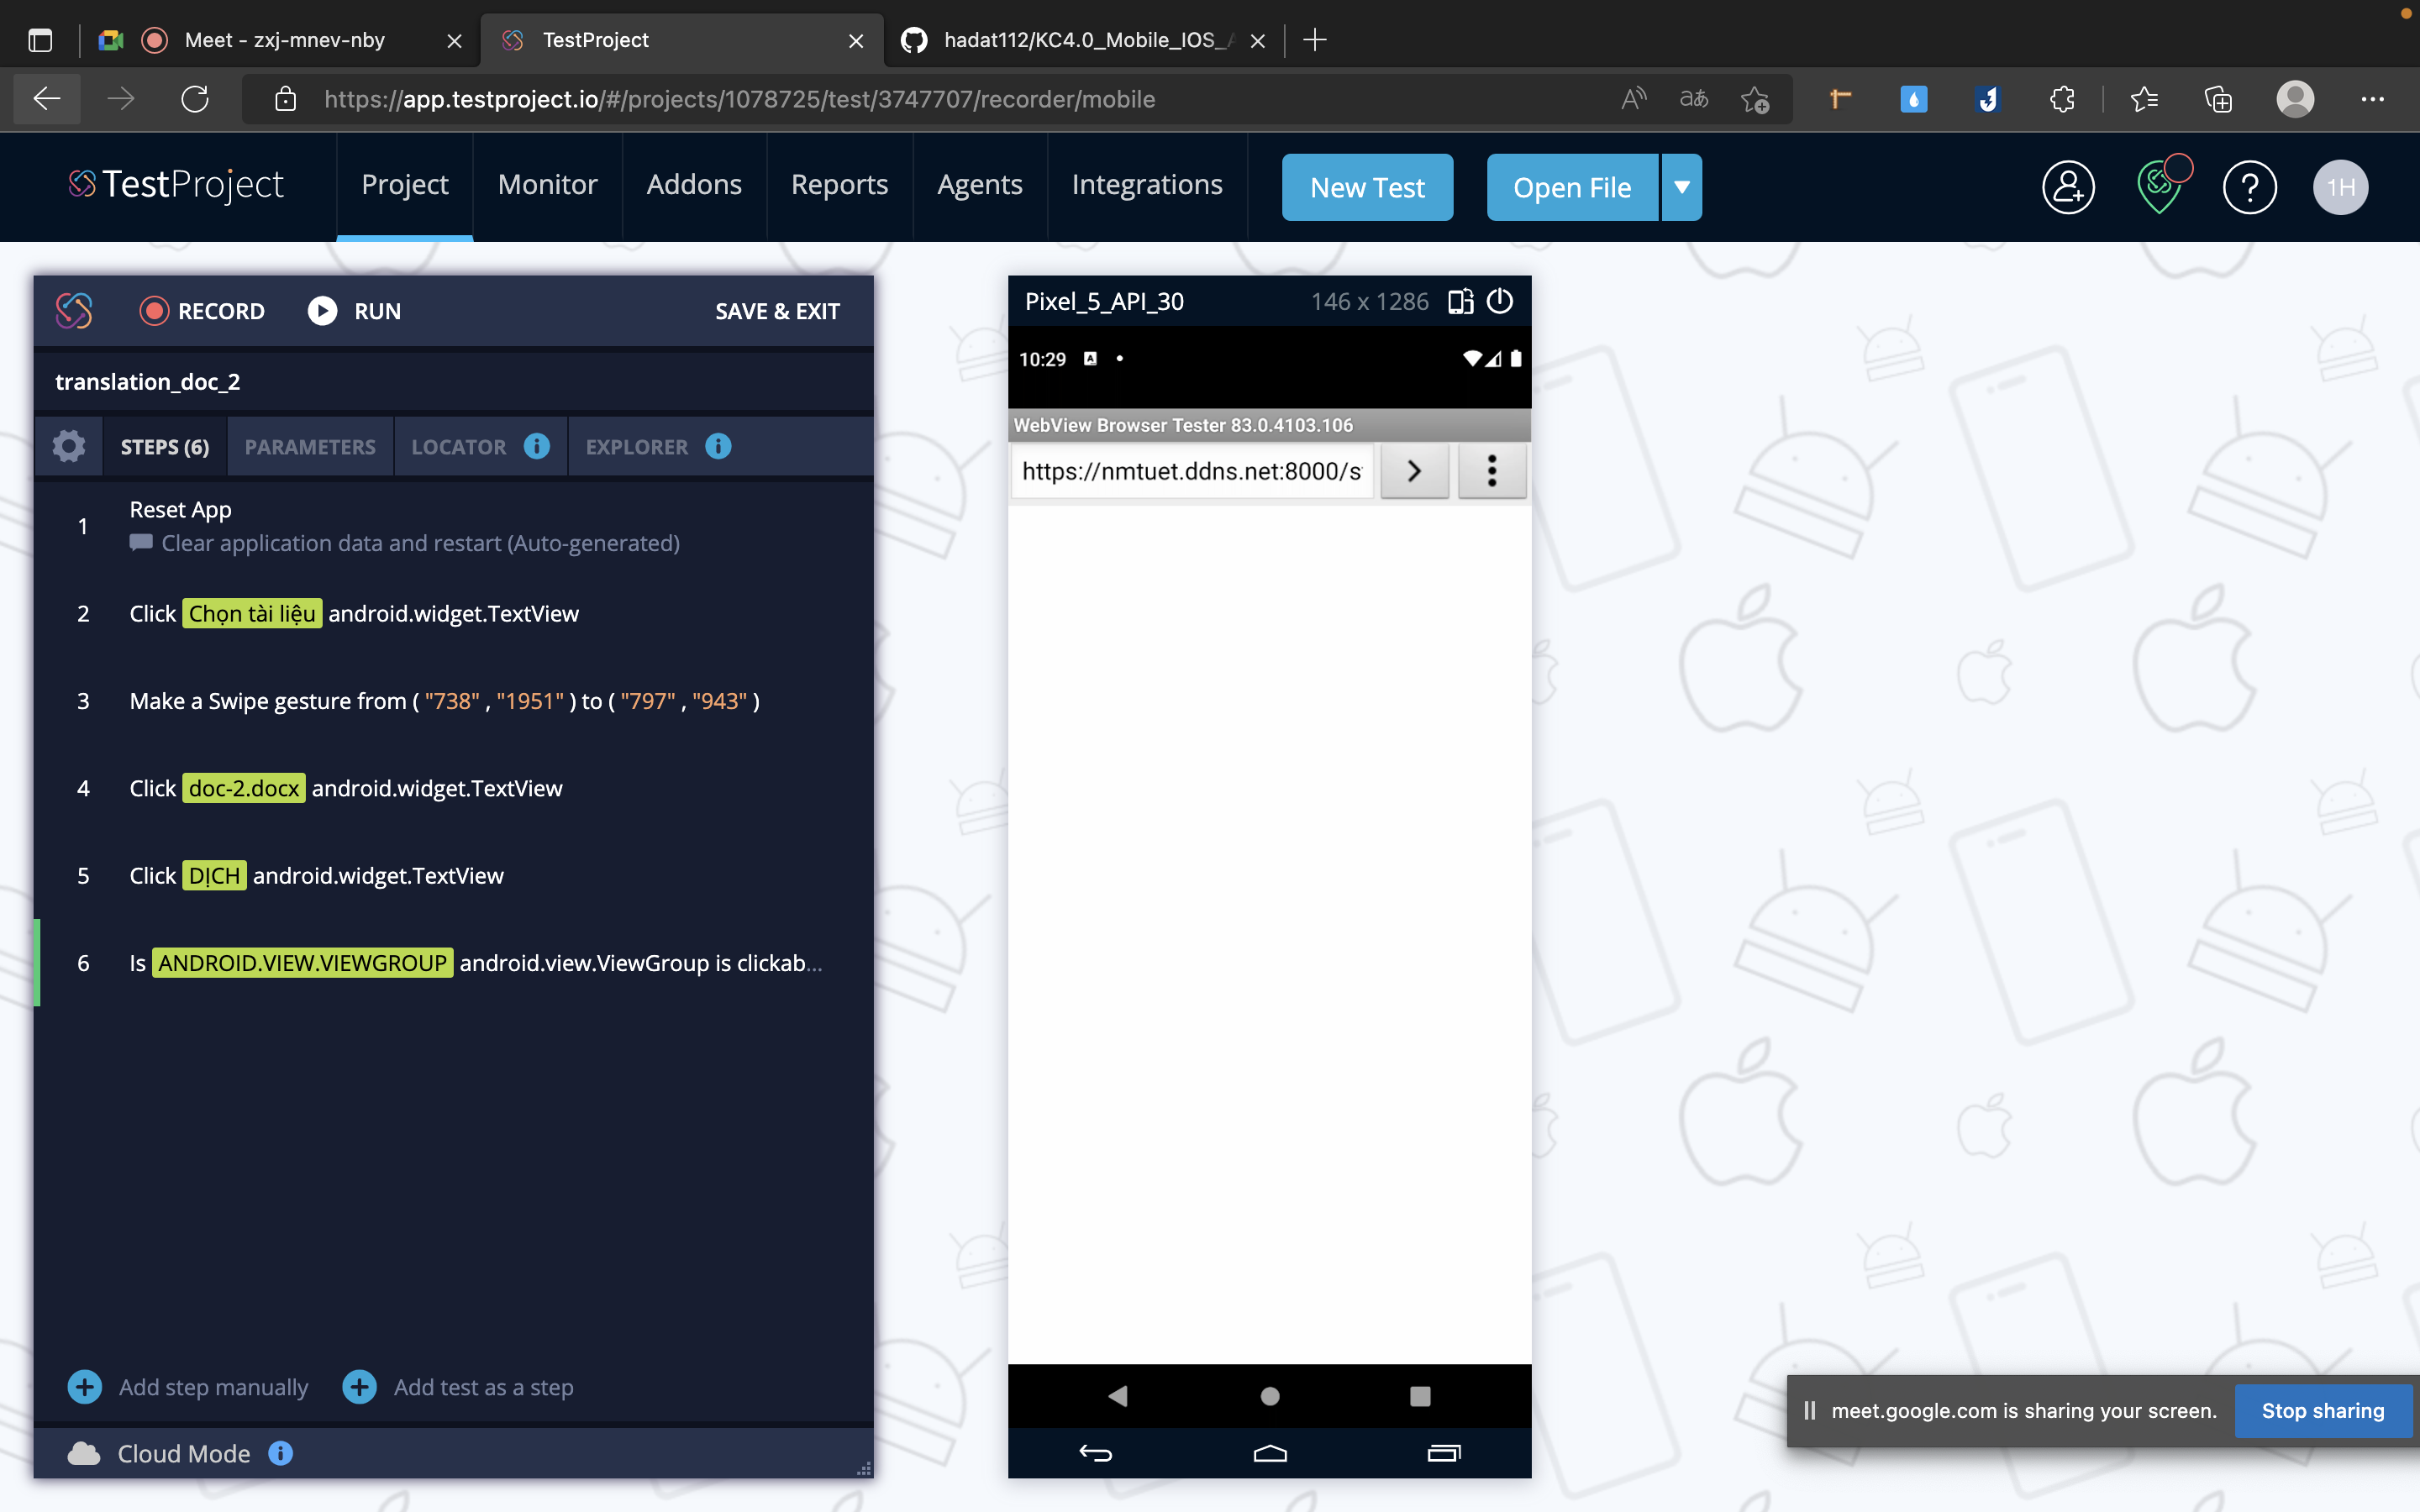 Meet - zxj-mnev-nby
TestProject
hadat112/KC4.0_Mobile_IOS_
https://app.testproject.io/#/projects/1078725/test/3747707/recorder/mobile
TestProject
Project
Monitor
Addons
Reports
Agents
Integrations
New Test
Open File
1H
RECORD
RUN
SAVE & EXIT
translation_doc_2
STEPS (6)
PARAMETERS
LOCATOR
EXPLORER
1
Reset App
Clear application data and restart (Auto-generated)
2 Click Chọn tài liệu android.widget.TextView
3 Make a Swipe gesture from ( "738" , "1951" ) to ( "797" , "943" )
4 Click doc-2.docx android.widget.TextView
5 Click DỊCH android.widget.TextView
6 Is ANDROID.VIEW.VIEWGROUP android.view.ViewGroup is clickab...
Add step manually
Add test as a step
Cloud Mode
Pixel_5_API_30
146 x 1286
10:29
WebView Browser Tester 83.0.4103.106
https://nmtuet.ddns.net:8000/s
meet.google.com is sharing your screen.
Stop sharing